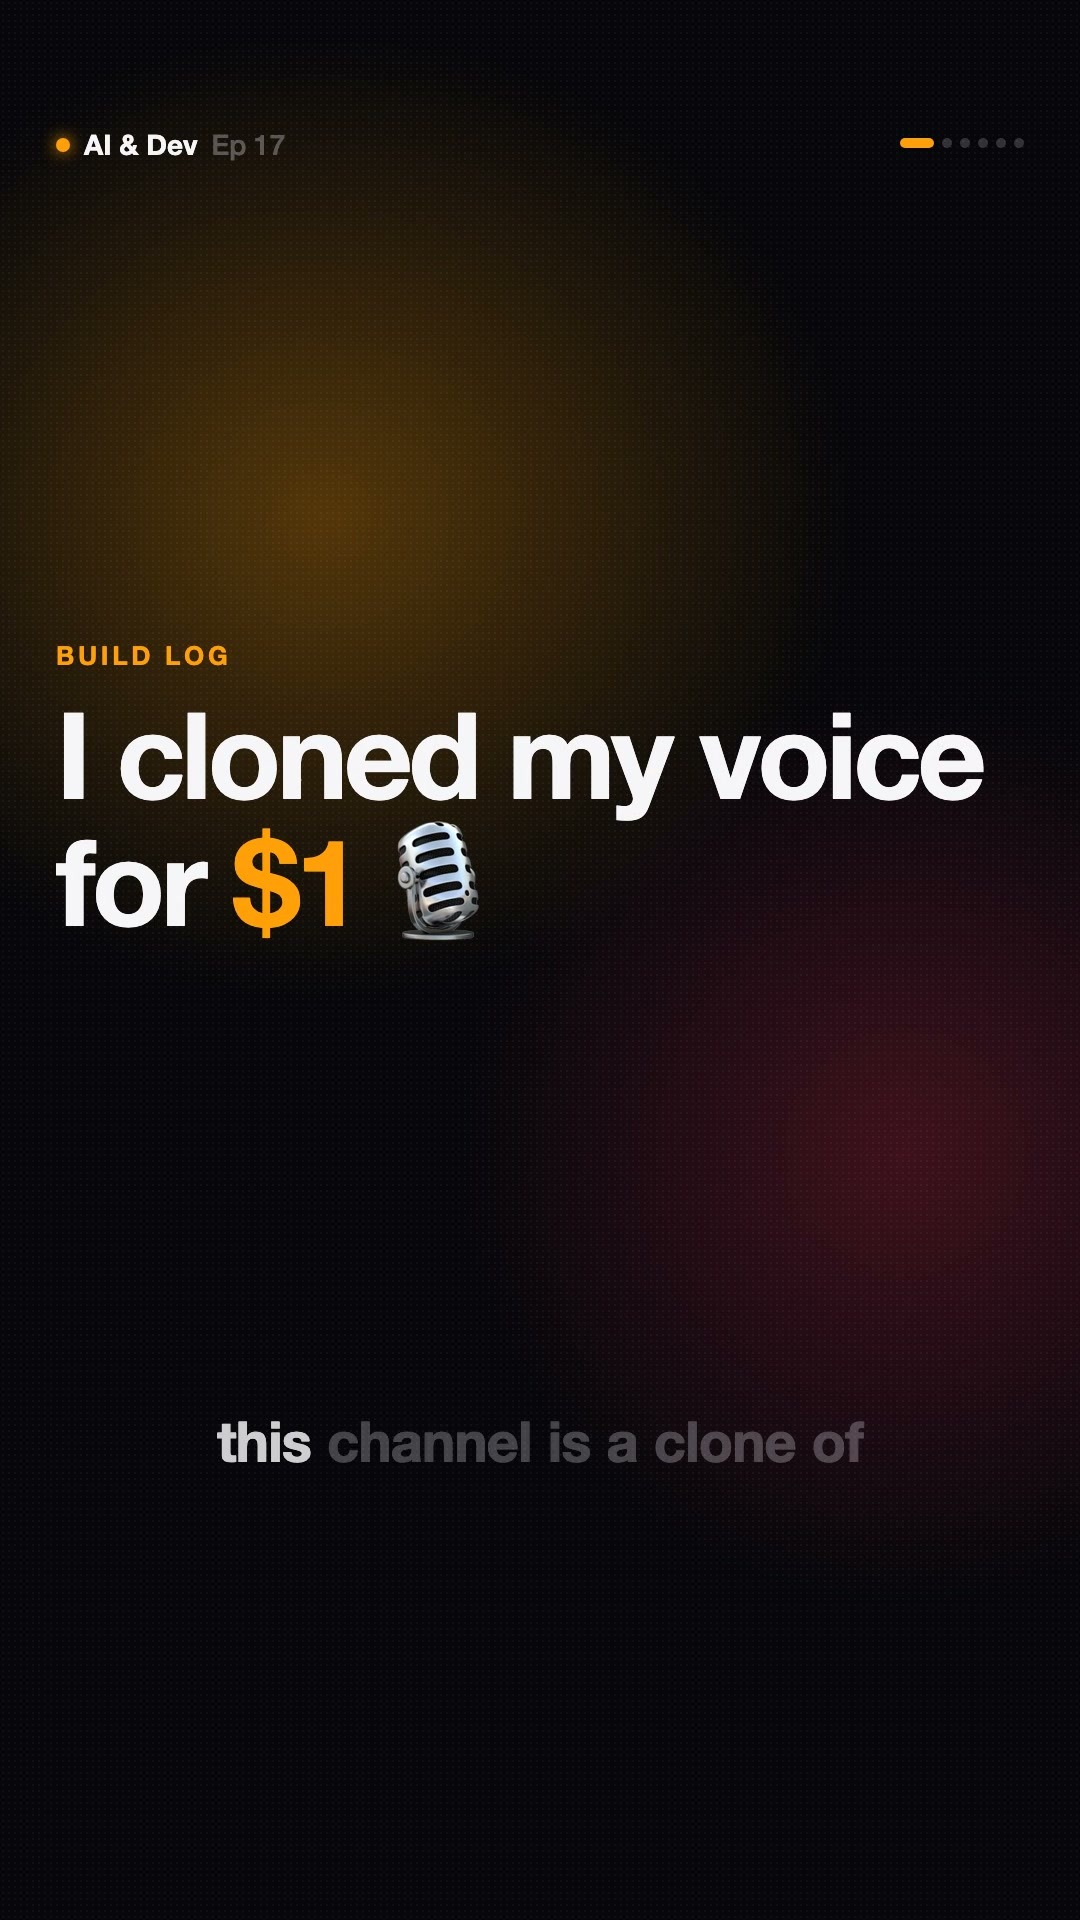 AI & Dev Ep 17
BUILD LOG
I cloned my voice
for $1 🎙️
this channel is a clone of